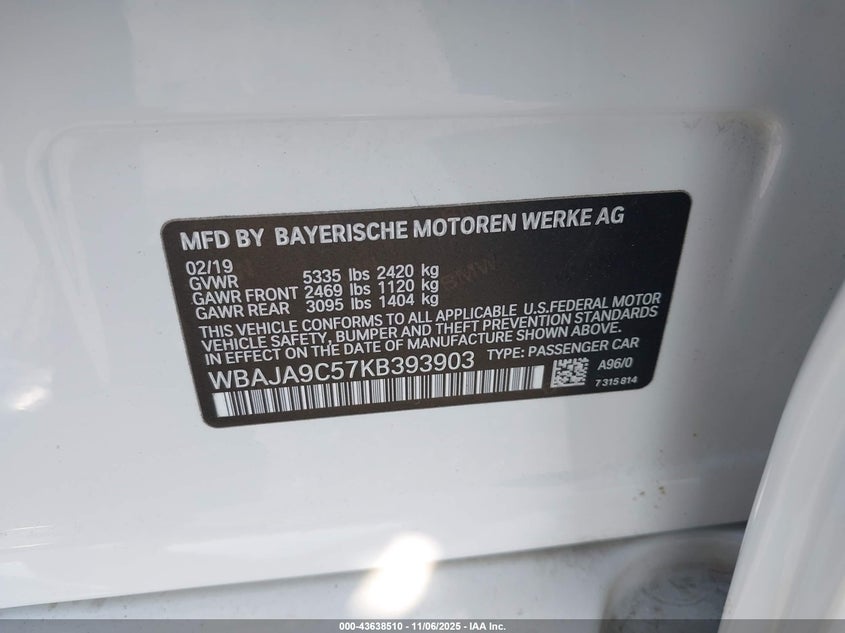 MFD BY BAYERISCHE MOTOREN WERKE AG
02/19
GVWR 5335 lbs 2420 kg
GAWR FRONT 2469 lbs 1120 kg
GAWR REAR 3095 lbs 1404 kg
THIS VEHICLE CONFORMS TO ALL APPLICABLE U.S.FEDERAL MOTOR
VEHICLE SAFETY, BUMPER AND THEFT PREVENTION STANDARDS
IN EFFECT ON THE DATE OF MANUFACTURE SHOWN ABOVE.
WBAJA9C57KB393903 TYPE: PASSENGER CAR
A96/0
7 315 814
000-43638510 - 11/06/2025 - IAA Inc.